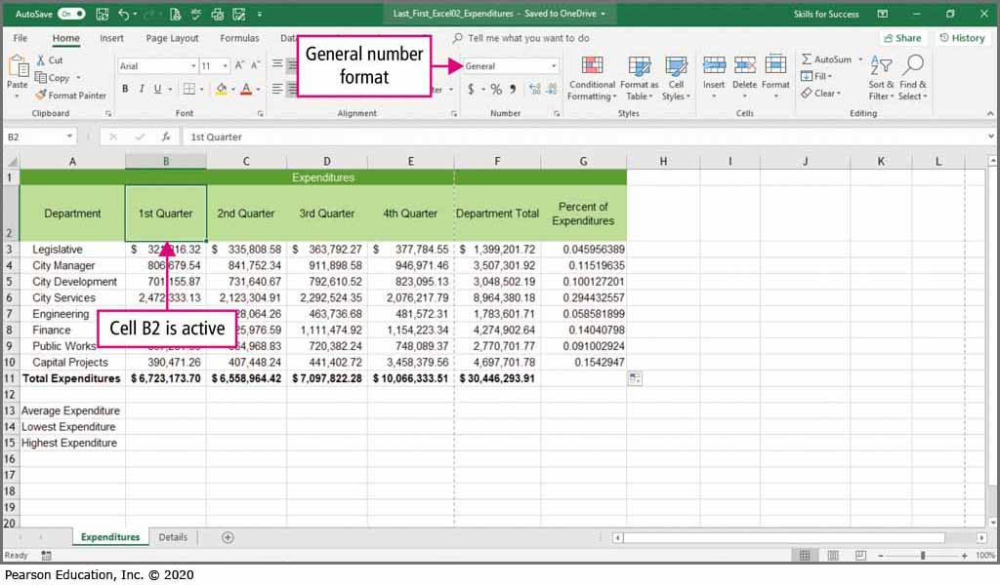 AutoSave On Last_First_Excel02_Expenditures - Saved to OneDrive Skills for Success
File Home Insert Page Layout Formulas Tell me what you want to do Share History
General number
format
Paste Cut Copy Format Painter
Clipboard
Arial 11 A A
B I U A
Font
Alignment
General
$ % ,
Number
Conditional Formatting Format as Table Cell Styles
Styles
Insert Delete Format
Cells
AutoSum Fill Clear Sort & Filter Find & Select
Editing
B2 fx 1st Quarter
A B C D E F G H I J K L
1 Expenditures
2 Department 1st Quarter 2nd Quarter 3rd Quarter 4th Quarter Department Total Percent of Expenditures
3 Legislative $ 16.32 $ 335,808.58 $ 363,792.27 $ 377,784.55 $ 1,399,201.72 0.045956389
4 City Manager 806,679.54 841,752.34 911,898.58 946,971.46 3,507,301.92 0.11519635
5 City Development 701,155.87 731,640.67 792,610.52 823,095.13 3,048,502.19 0.100127201
6 City Services 2,472,333.13 2,123,304.91 2,292,524.35 2,076,217.79 8,964,380.18 0.294432557
7 Engineering 28,064.26 463,736.68 481,572.31 1,783,601.71 0.058581899
Cell B2 is active
8 Finance 25,976.59 1,111,474.92 1,154,223.34 4,274,902.64 0.14040798
9 Public Works 4,968.83 720,382.24 748,089.37 2,770,701.77 0.091002924
10 Capital Projects 390,471.26 407,448.24 441,402.72 3,458,379.56 4,697,701.78 0.1542947
11 Total Expenditures $ 6,723,173.70 $ 6,558,964.42 $ 7,097,822.28 $ 10,066,333.51 $ 30,446,293.91
12
13 Average Expenditure
14 Lowest Expenditure
15 Highest Expenditure
16
17
18
19
20
Expenditures Details
Ready 100%
Pearson Education, Inc. © 2020